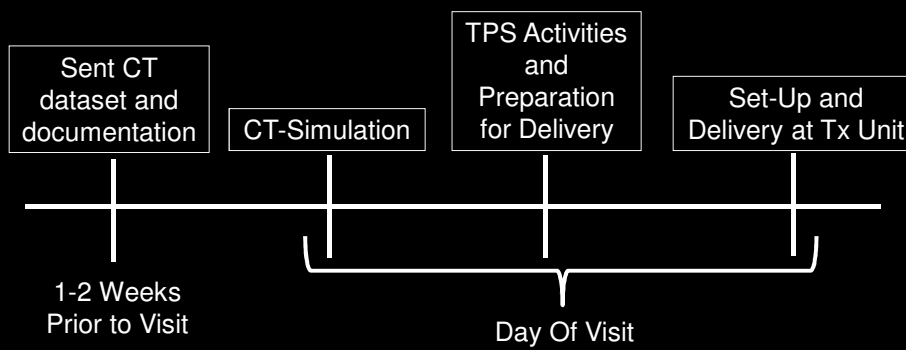 Sent CT
dataset and
documentation
CT-Simulation
TPS Activities
and
Preparation
for Delivery
Set-Up and
Delivery at Tx Unit
1-2 Weeks
Prior to Visit
Day Of Visit